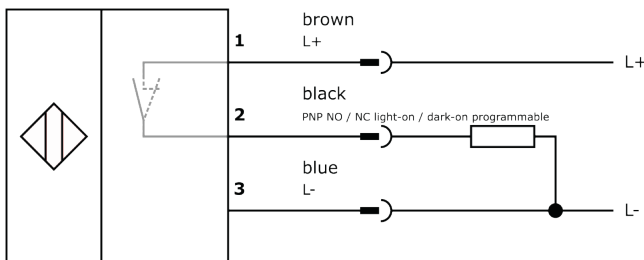 brown
1 L+
L+
black
2 PNP NO / NC light-on / dark-on programmable
blue
3 L-
L-